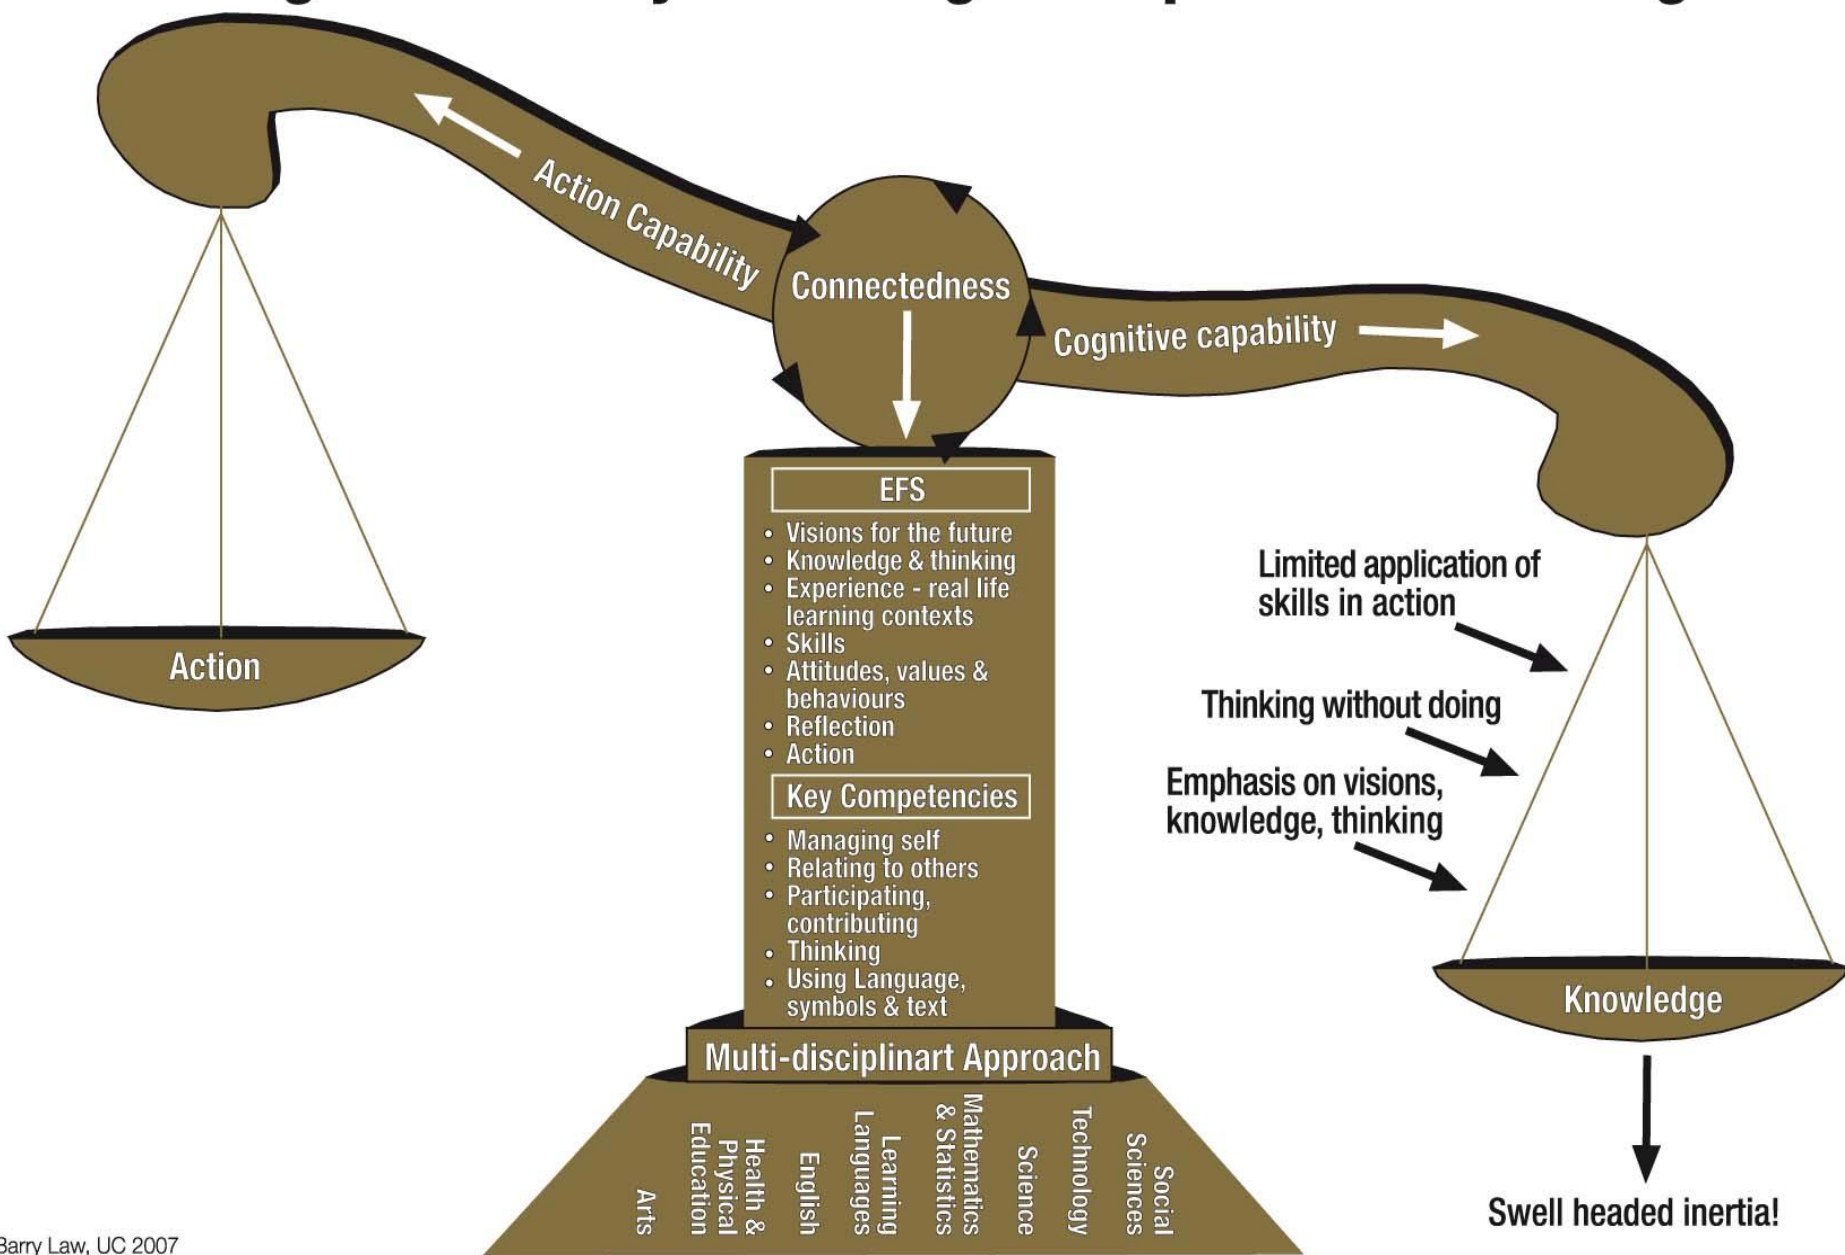 Action Capability
Connectedness
Cognitive capability
EFS
• Visions for the future
• Knowledge & thinking
• Experience - real life
learning contexts
• Skills
• Attitudes, values &
behaviours
• Reflection
• Action
Key Competencies
• Managing self
• Relating to others
• Participating,
contributing
• Thinking
• Using Language,
symbols & text
Multi-disciplinart Approach
Arts
Health &
Physical
Education
English
Learning
Languages
Mathematics
& Statistics
Science
Technology
Social
Sciences
Action
Limited application of
skills in action
Thinking without doing
Emphasis on visions,
knowledge, thinking
Knowledge
Swell headed inertia!
Barry Law, UC 2007